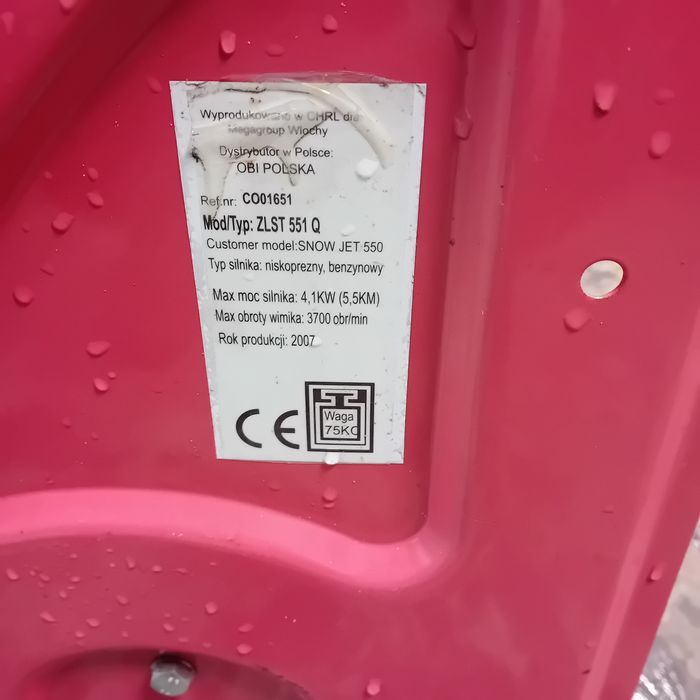 Wyprodukowano w CHRL dla
Megagroup Włochy
Dystrybutor w Polsce:
OBI POLSKA
Ref.nr: CO01651
Mod/Typ: ZLST 551 Q
Customer model:SNOW JET 550
Typ silnika: niskoprezny, benzynowy
Max moc silnika: 4,1KW (5,5KM)
Max obroty wirnika: 3700 obr/min
Rok produkcji: 2007
CE
Waga
75KG